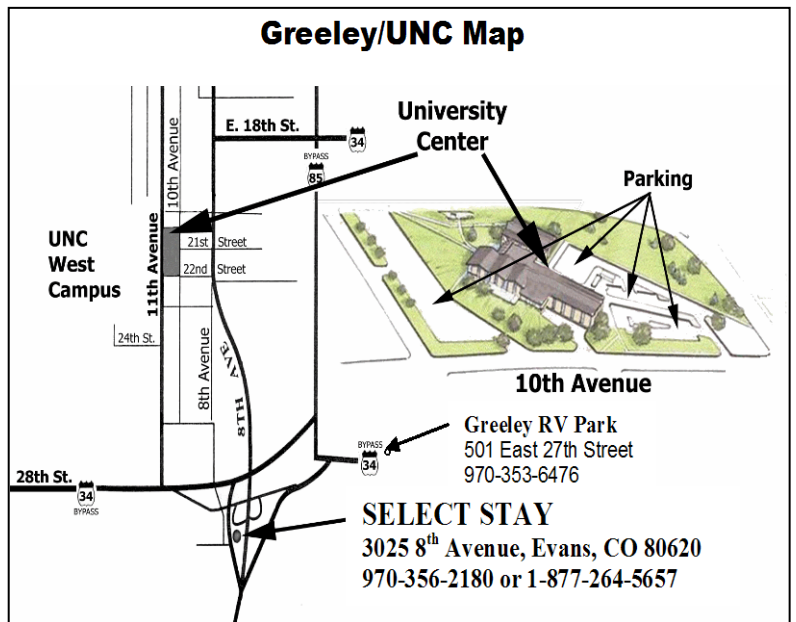 Greeley/UNC Map
E. 18th St.
34
BYPASS
85
University
Center
Parking
10th Avenue
UNC
West
Campus
11th Avenue
21st Street
22nd Street
24th St.
8th Avenue
8TH AVE.
10th Avenue
28th St.
34
BYPASS
BYPASS
34
Greeley RV Park
501 East 27th Street
970-353-6476
SELECT STAY
3025 8th Avenue, Evans, CO 80620
970-356-2180 or 1-877-264-5657